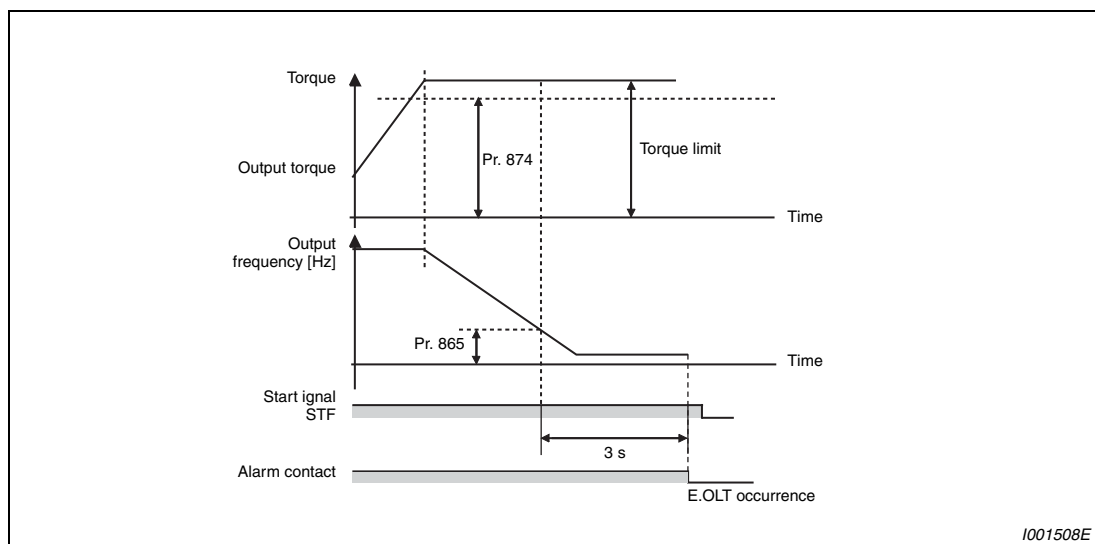 Torque
Output torque
Pr. 874
Torque limit
Time
Output
frequency [Hz]
Pr. 865
Time
Start ignal
STF
3 s
Alarm contact
E.OLT occurrence
I001508E